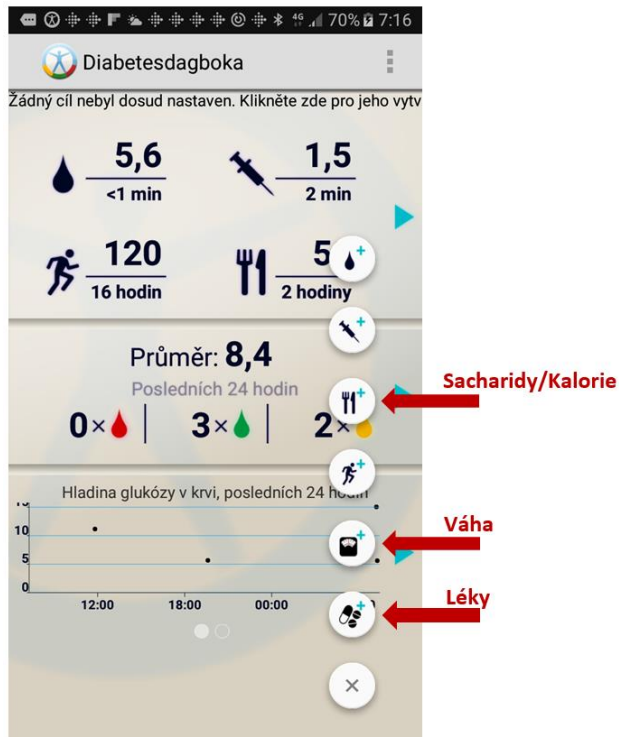 4G 70% 7:16
Diabetesdagboka
Žádný cíl nebyl dosud nastaven. Klikněte zde pro jeho vytv
5,6
<1 min
1,5
2 min
120
16 hodin
5
2 hodiny
Průměr: 8,4
Posledních 24 hodin
0× 3× 2×
Sacharidy/Kalorie
Hladina glukózy v krvi, posledních 24 hodin
10
5
0
12:00 18:00 00:00
Váha
Léky